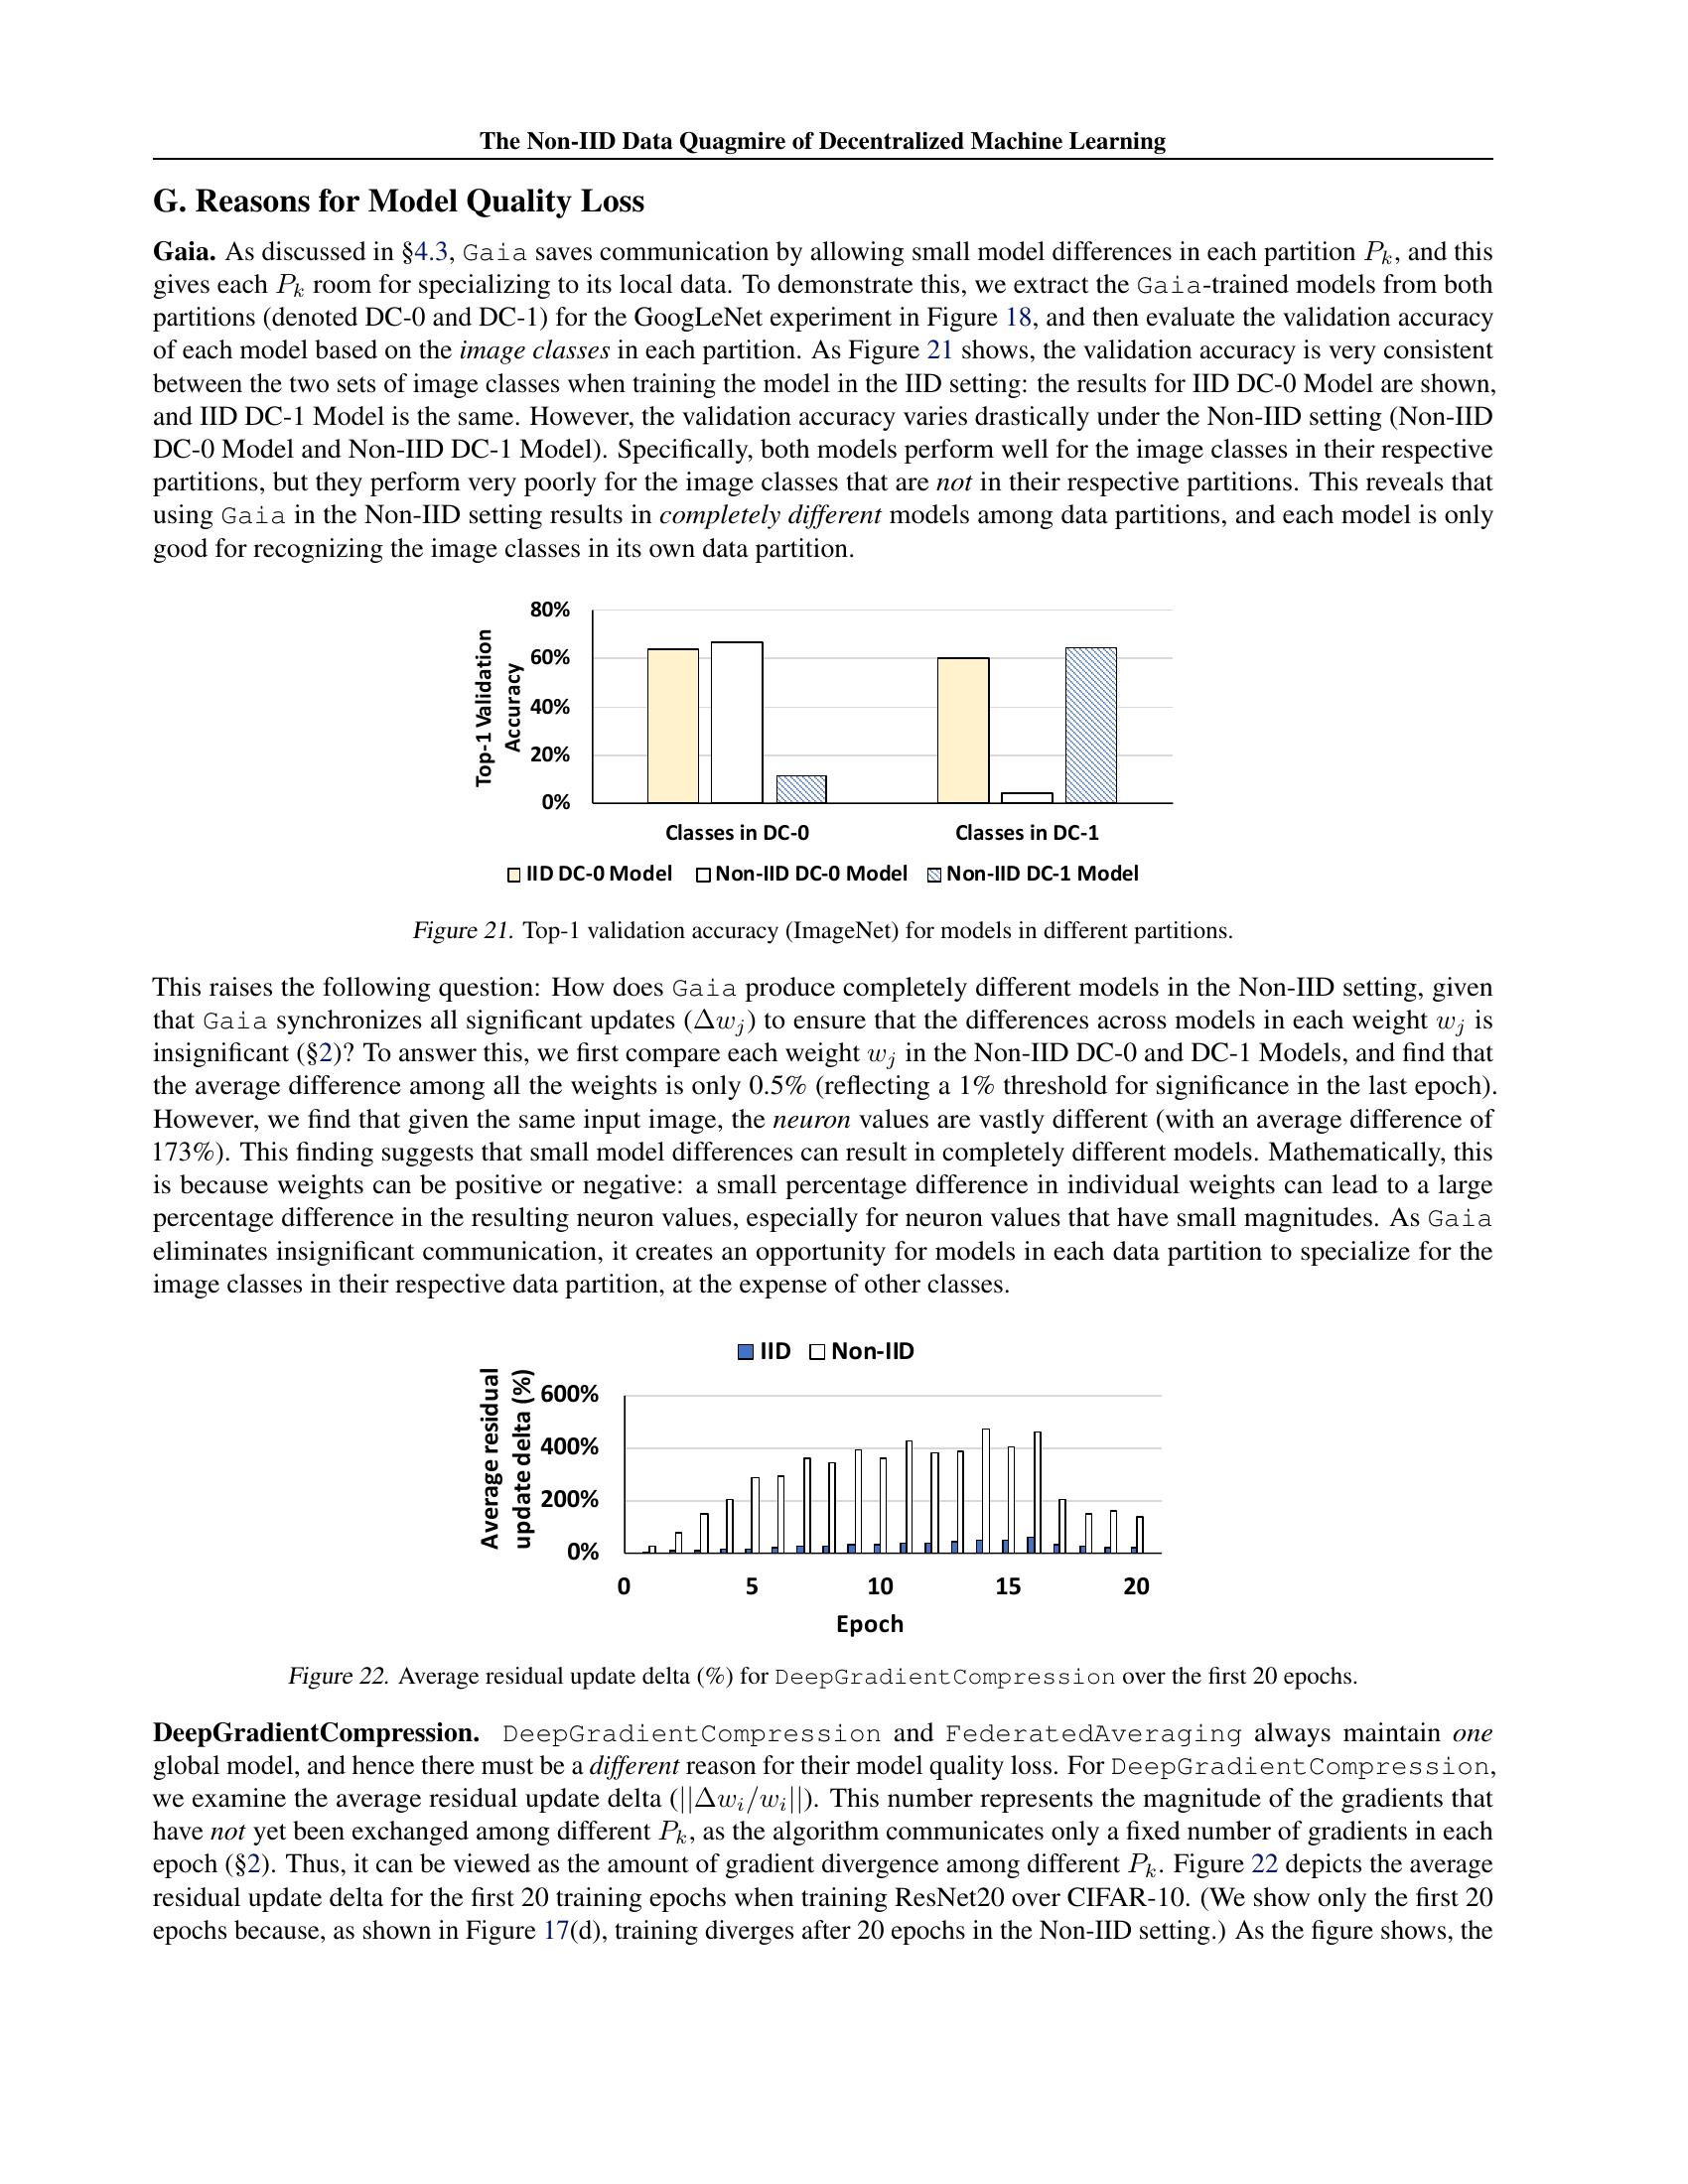 The Non-IID Data Quagmire of Decentralized Machine Learning
G. Reasons for Model Quality Loss
Gaia. As discussed in §4.3, Gaia saves communication by allowing small model differences in each partition Pk, and this
gives each Pk room for specializing to its local data. To demonstrate this, we extract the Gaia-trained models from both
partitions (denoted DC-0 and DC-1) for the GoogLeNet experiment in Figure 18, and then evaluate the validation accuracy
of each model based on the image classes in each partition. As Figure 21 shows, the validation accuracy is very consistent
between the two sets of image classes when training the model in the IID setting: the results for IID DC-0 Model are shown,
and IID DC-1 Model is the same. However, the validation accuracy varies drastically under the Non-IID setting (Non-IID
DC-0 Model and Non-IID DC-1 Model). Specifically, both models perform well for the image classes in their respective
partitions, but they perform very poorly for the image classes that are not in their respective partitions. This reveals that
using Gaia in the Non-IID setting results in completely different models among data partitions, and each model is only
good for recognizing the image classes in its own data partition.
Top-1 Validation
Accuracy
80%
60%
40%
20%
0%
Classes in DC-0 Classes in DC-1
IID DC-0 Model Non-IID DC-0 Model Non-IID DC-1 Model
Figure 21. Top-1 validation accuracy (ImageNet) for models in different partitions.
This raises the following question: How does Gaia produce completely different models in the Non-IID setting, given
that Gaia synchronizes all significant updates (Δwj) to ensure that the differences across models in each weight wj is
insignificant (§2)? To answer this, we first compare each weight wj in the Non-IID DC-0 and DC-1 Models, and find that
the average difference among all the weights is only 0.5% (reflecting a 1% threshold for significance in the last epoch).
However, we find that given the same input image, the neuron values are vastly different (with an average difference of
173%). This finding suggests that small model differences can result in completely different models. Mathematically, this
is because weights can be positive or negative: a small percentage difference in individual weights can lead to a large
percentage difference in the resulting neuron values, especially for neuron values that have small magnitudes. As Gaia
eliminates insignificant communication, it creates an opportunity for models in each data partition to specialize for the
image classes in their respective data partition, at the expense of other classes.
IID Non-IID
Average residual
update delta (%)
600%
400%
200%
0%
0 5 10 15 20
Epoch
Figure 22. Average residual update delta (%) for DeepGradientCompression over the first 20 epochs.
DeepGradientCompression. DeepGradientCompression and FederatedAveraging always maintain one
global model, and hence there must be a different reason for their model quality loss. For DeepGradientCompression,
we examine the average residual update delta (||Δwi/wi||). This number represents the magnitude of the gradients that
have not yet been exchanged among different Pk, as the algorithm communicates only a fixed number of gradients in each
epoch (§2). Thus, it can be viewed as the amount of gradient divergence among different Pk. Figure 22 depicts the average
residual update delta for the first 20 training epochs when training ResNet20 over CIFAR-10. (We show only the first 20
epochs because, as shown in Figure 17(d), training diverges after 20 epochs in the Non-IID setting.) As the figure shows, the